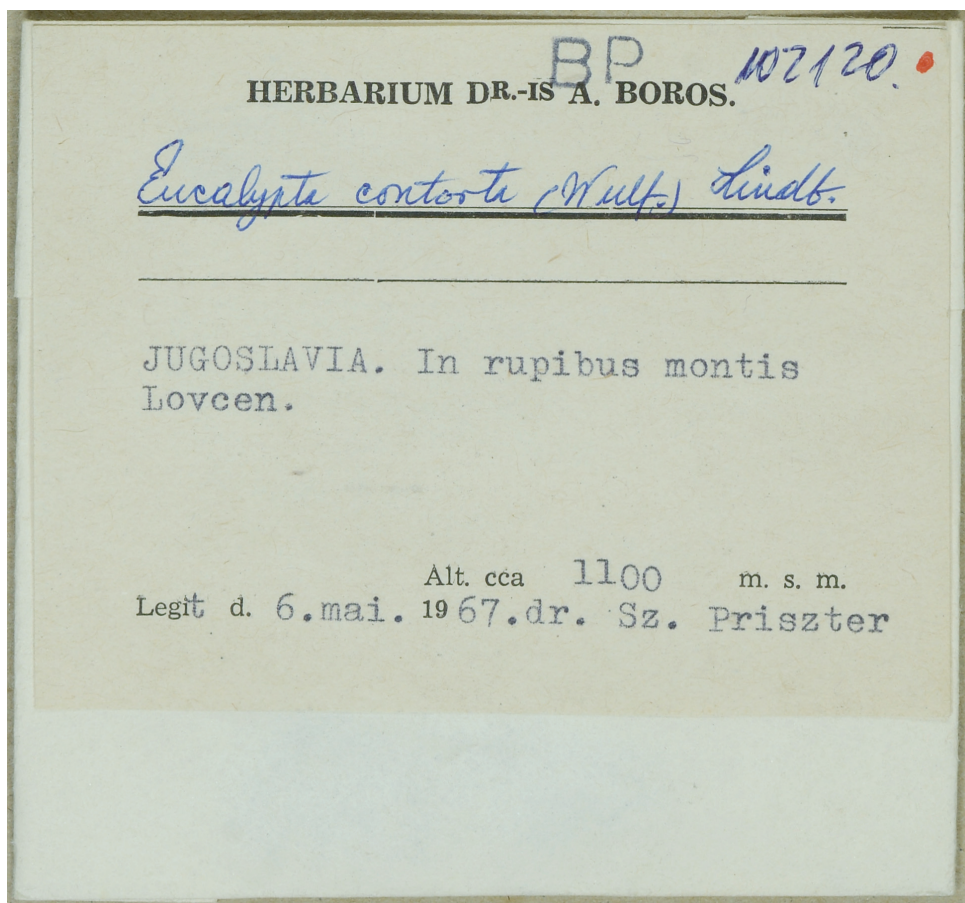 BP 102120.
HERBARIUM DR.-IS A. BOROS.
Eucalypta contorta (Wulf.) Lindb.
JUGOSLAVIA. In rupibus montis
Lovcen.
Alt. cca 1100 m. s. m.
Legit d. 6.mai. 1967.dr. Sz. Priszter